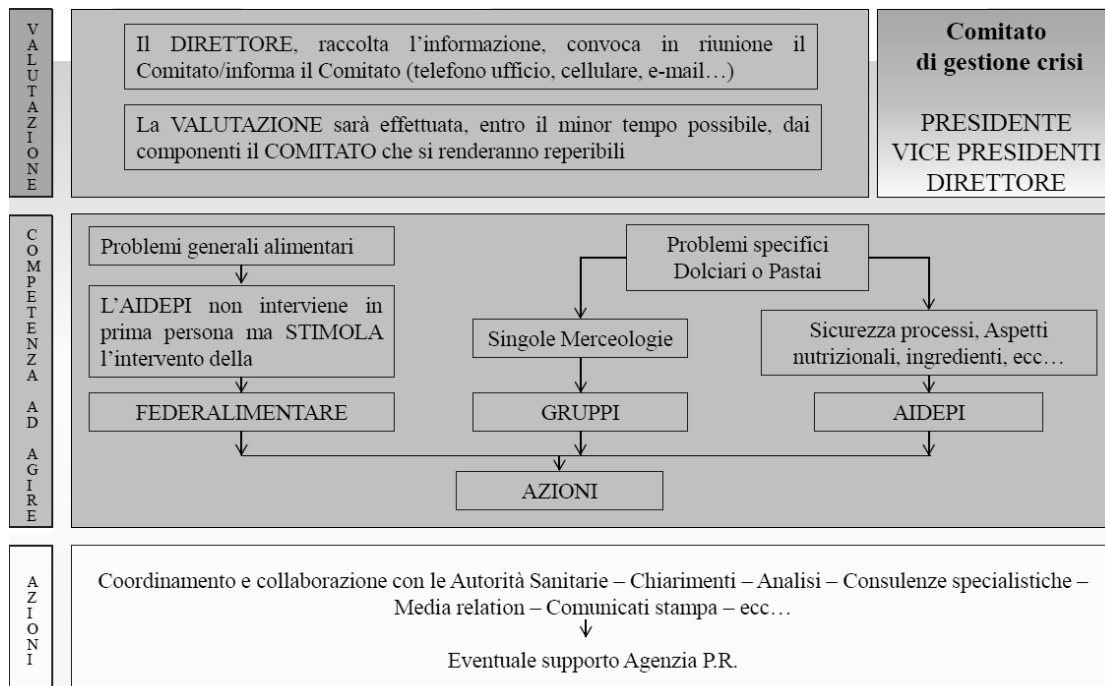 VALUTAZIONE
Il DIRETTORE, raccolta l’informazione, convoca in riunione il
Comitato/informa il Comitato (telefono ufficio, cellulare, e-mail…)
La VALUTAZIONE sarà effettuata, entro il minor tempo possibile, dai
componenti il COMITATO che si renderanno reperibili
Comitato
di gestione crisi
PRESIDENTE
VICE PRESIDENTI
DIRETTORE
COMPETENZA AD AGIRE
Problemi generali alimentari
L’AIDEPI non interviene in
prima persona ma STIMOLA
l’intervento della
FEDERALIMENTARE
Problemi specifici
Dolciari o Pastai
Singole Merceologie
GRUPPI
Sicurezza processi, Aspetti
nutrizionali, ingredienti, ecc…
AIDEPI
AZIONI
AZIONI
Coordinamento e collaborazione con le Autorità Sanitarie – Chiarimenti – Analisi – Consulenze specialistiche –
Media relation – Comunicati stampa – ecc…
Eventuale supporto Agenzia P.R.